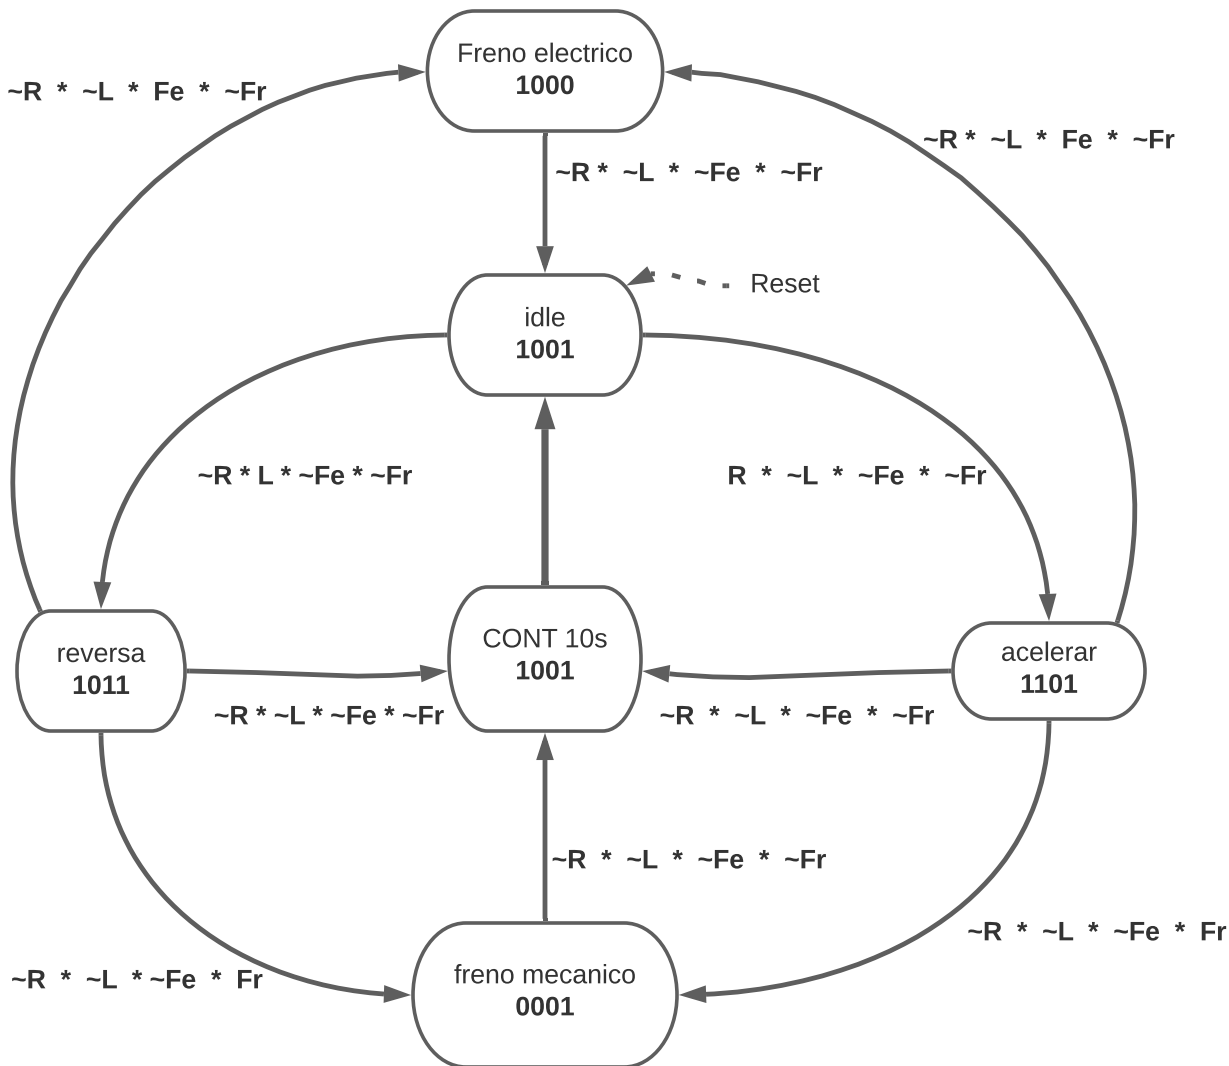 Freno electrico
1000
~R * ~L * Fe * ~Fr
~R * ~L * Fe * ~Fr
~R * ~L * ~Fe * ~Fr
Reset
idle
1001
~R * L * ~Fe * ~Fr
R * ~L * ~Fe * ~Fr
reversa
1011
CONT 10s
1001
acelerar
1101
~R * ~L * ~Fe * ~Fr
~R * ~L * ~Fe * ~Fr
~R * ~L * ~Fe * ~Fr
~R * ~L * ~Fe * Fr
~R * ~L * ~Fe * Fr
freno mecanico
0001